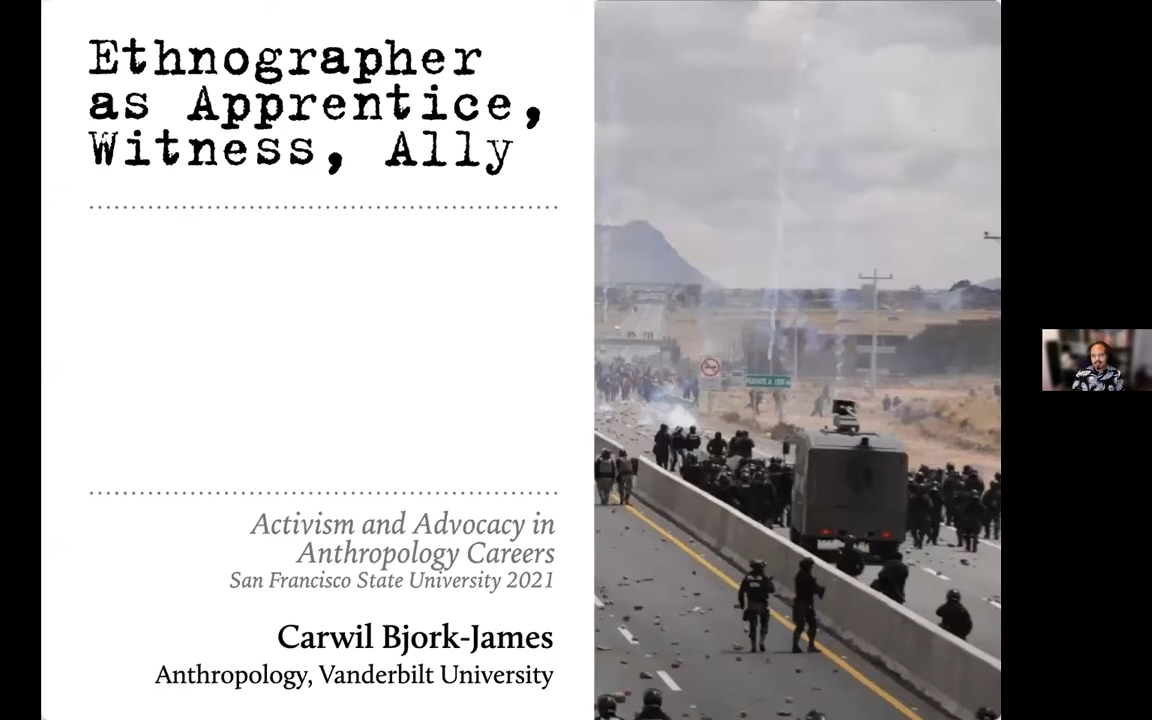 Ethnographer
as Apprentice,
Witness, Ally
Activism and Advocacy in
Anthropology Careers
San Francisco State University 2021
Carwil Bjork-James
Anthropology, Vanderbilt University